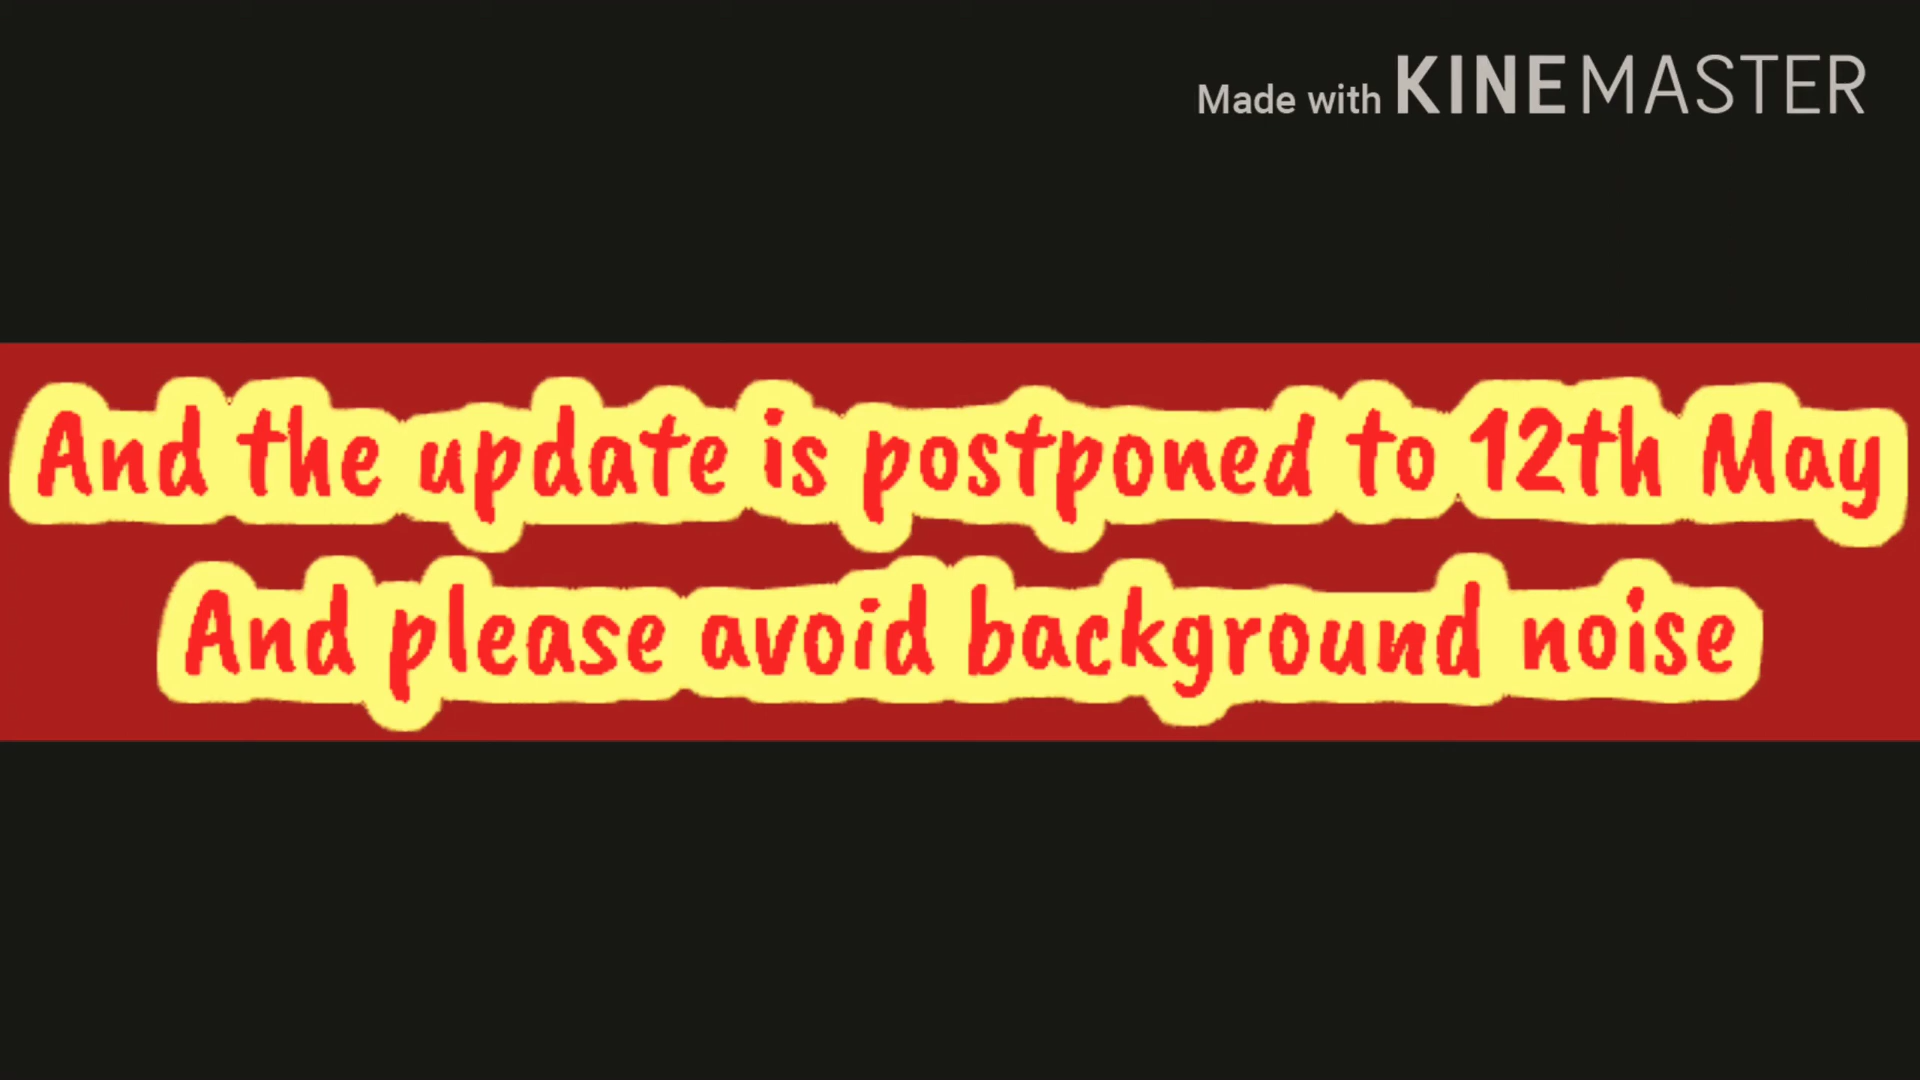 Made with KINEMASTER
And the update is postponed to 12th May
And please avoid background noise